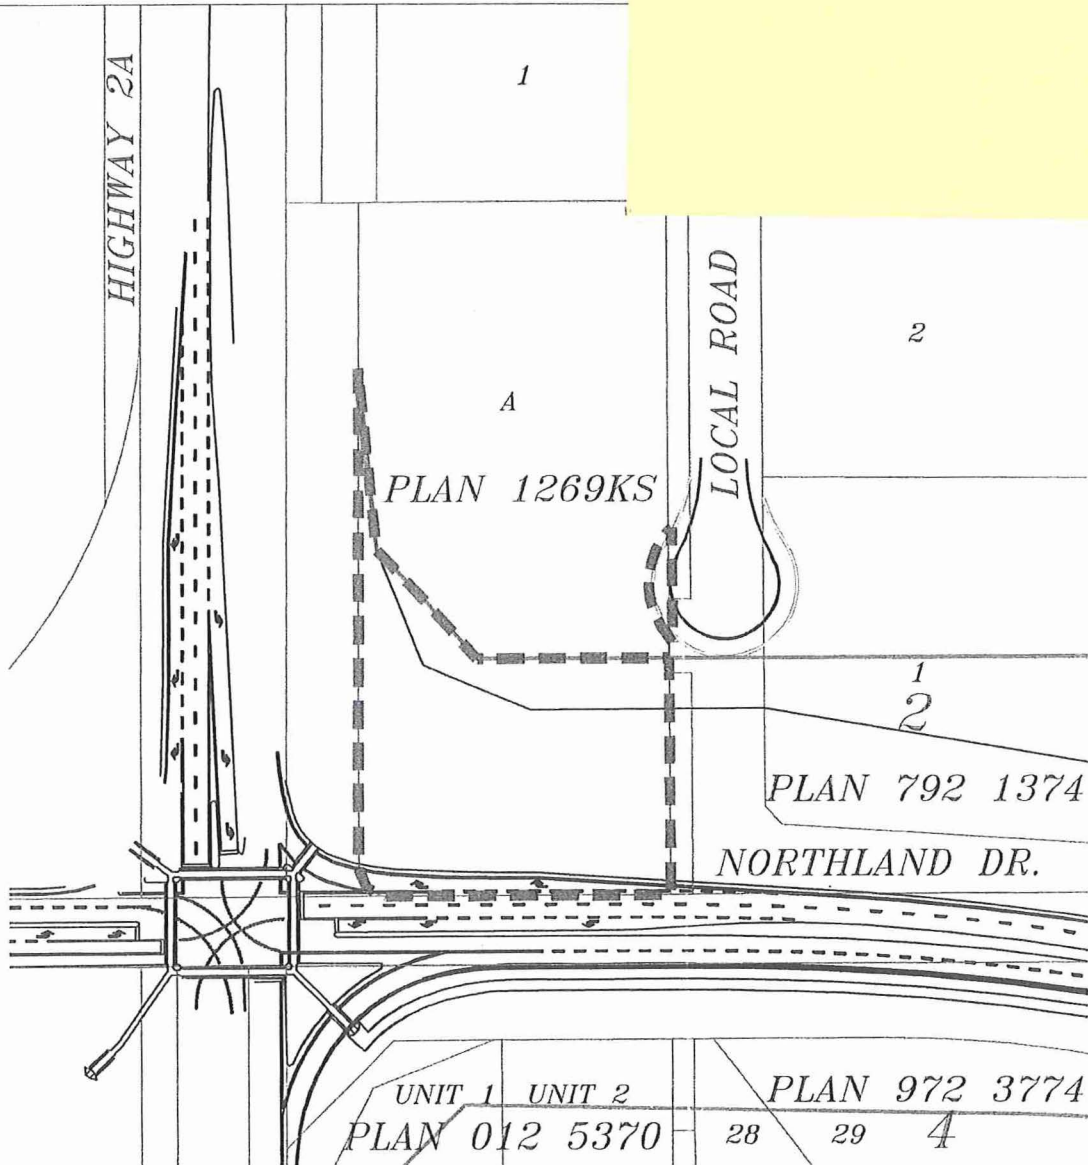 1
HIGHWAY 2A
LOCAL ROAD
2
A
PLAN 1269KS
1
2
PLAN 792 1374
NORTHLAND DR.
UNIT 1 UNIT 2
PLAN 972 3774
PLAN 012 5370
28 29 4